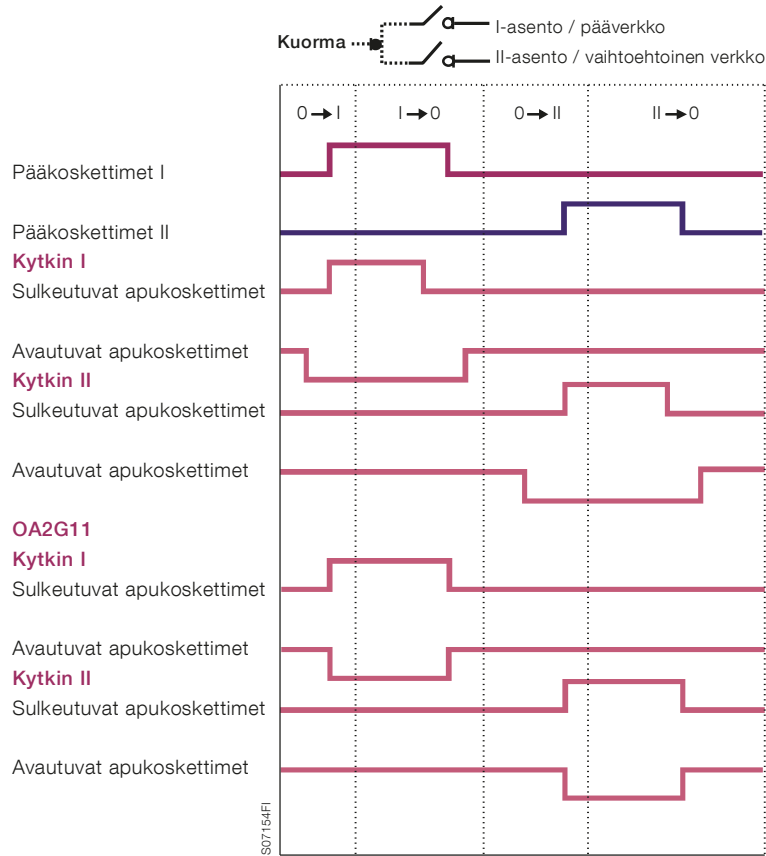 I-asento / pääverkko
Kuorma
II-asento / vaihtoehtoinen verkko
0→I I→0 0→II II→0
Pääkoskettimet I
Pääkoskettimet II
Kytkin I
Sulkeutuvat apukoskettimet
Avautuvat apukoskettimet
Kytkin II
Sulkeutuvat apukoskettimet
Avautuvat apukoskettimet
OA2G11
Kytkin I
Sulkeutuvat apukoskettimet
Avautuvat apukoskettimet
Kytkin II
Sulkeutuvat apukoskettimet
Avautuvat apukoskettimet
S07154FI